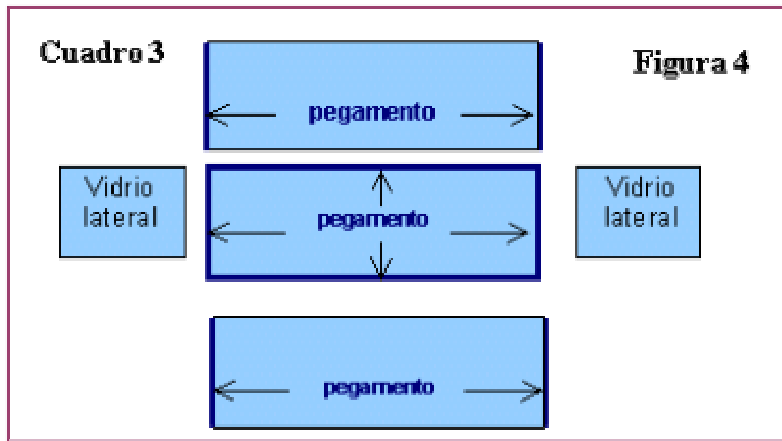 Cuadro 3
Figura 4
pegamento
Vidrio
lateral
pegamento
Vidrio
lateral
pegamento